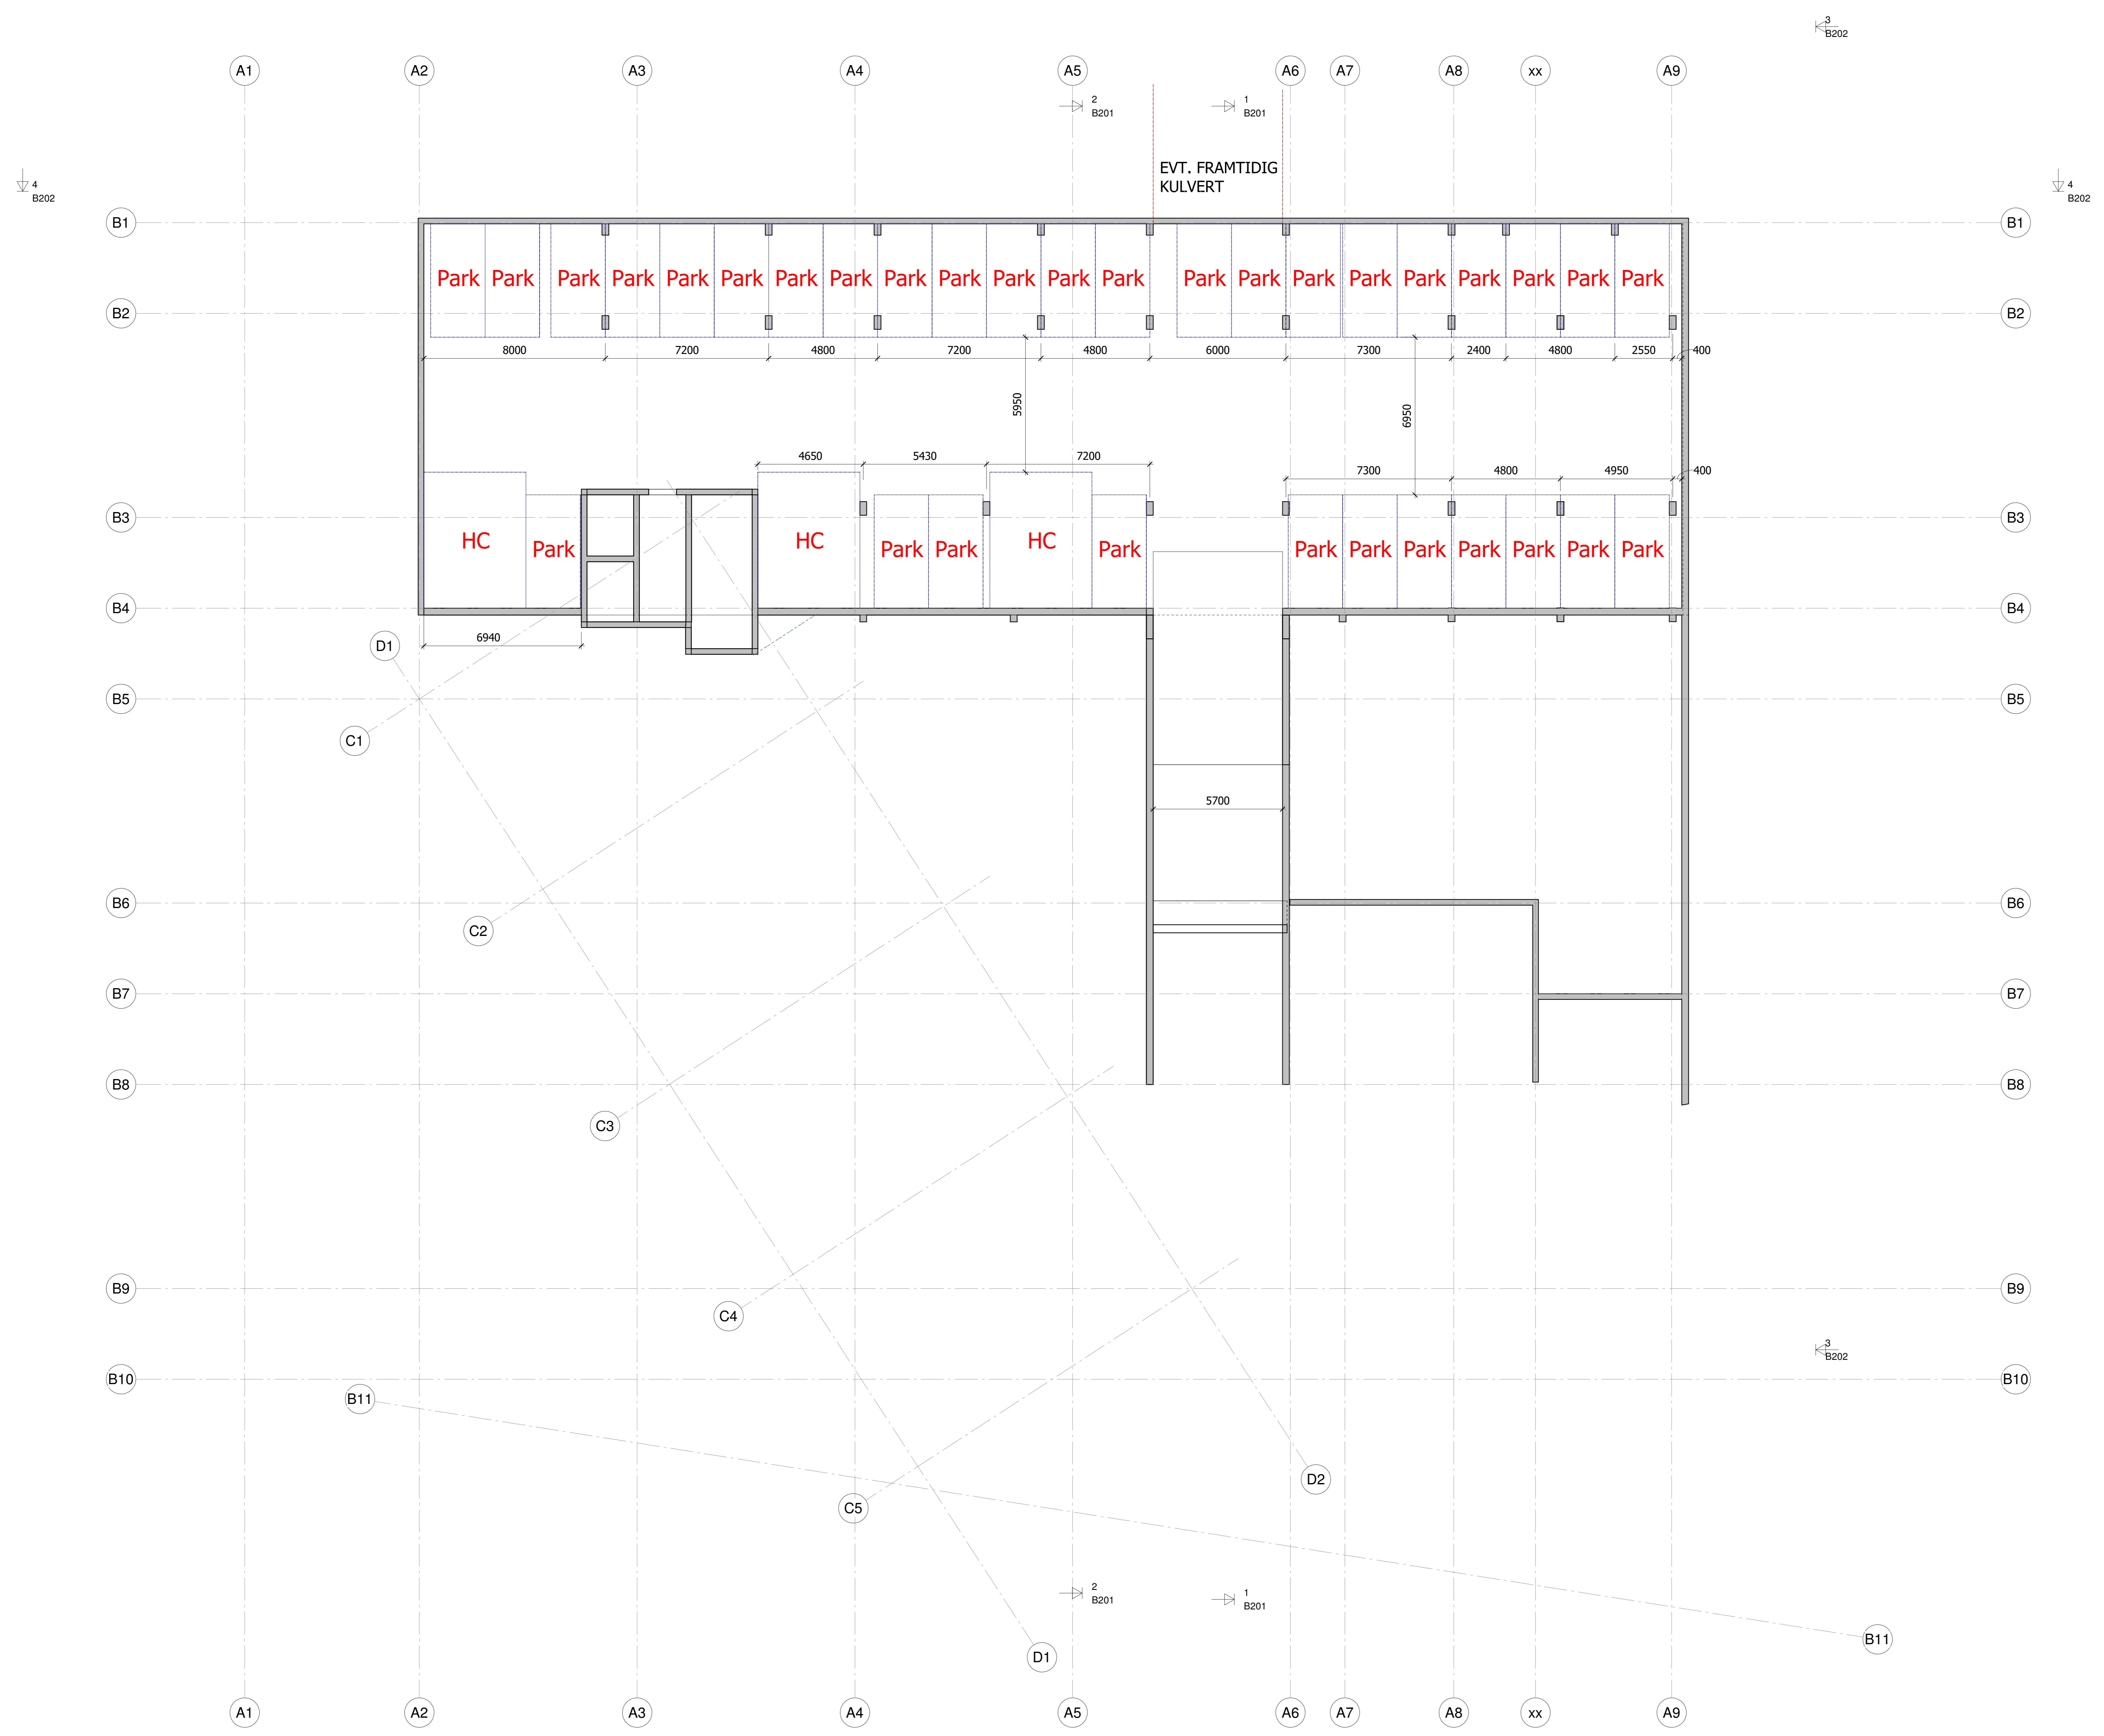 3
B202
A1 A2 A3 A4 A5 A6 A7 A8 xx A9
2
B201
1
B201
EVT. FRAMTIDIG
KULVERT
4
B202
4
B202
B1 B1
Park Park Park Park Park Park Park Park Park Park Park Park Park Park Park Park Park Park Park Park Park Park
B2 B2
8000 7200 4800 7200 4800 6000 7300 2400 4800 2550 400
5950 6950
4650 5430 7200
7300 4800 4950 400
B3 B3
HC Park HC Park Park HC Park Park Park Park Park Park Park Park
B4 B4
6940
D1
B5 B5
C1
5700
B6 B6
C2
B7 B7
B8 B8
C3
B9 B9
C4
3
B202
B10 B10
B11
D2
C5
2
B201
1
B201
B11
D1
A1 A2 A3 A4 A5 A6 A7 A8 xx A9